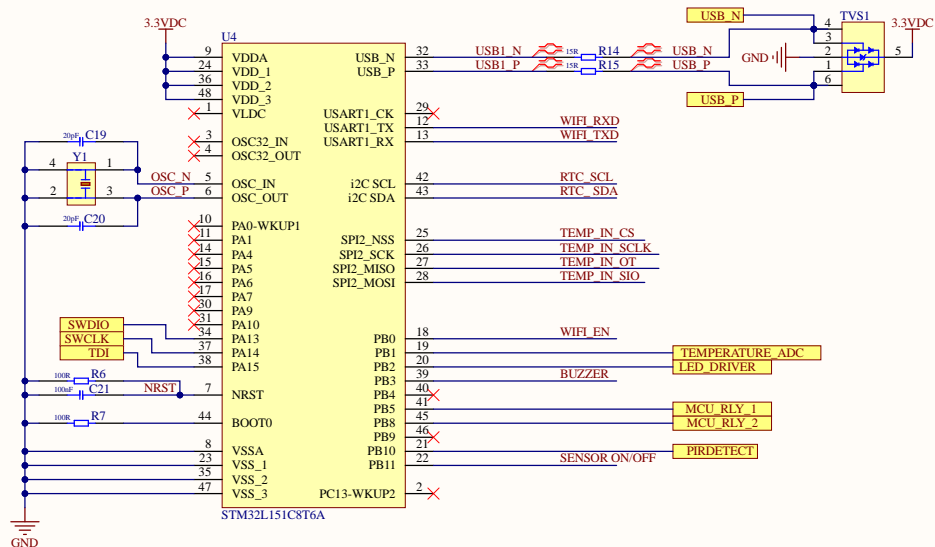 3.3VDC
U4
9 VDDA
24 VDD_1
36 VDD_2
48 VDD_3
1 VLDC
3 OSC32_IN
4 OSC32_OUT
OSC_N 5 OSC_IN
OSC_P 6 OSC_OUT
10 PA0-WKUP1
11 PA1
14 PA4
15 PA5
16 PA6
17 PA7
30 PA9
31 PA10
SWDIO 34 PA13
SWCLK 37 PA14
TDI 38 PA15
NRST 7 NRST
44 BOOT0
8 VSSA
23 VSS_1
35 VSS_2
47 VSS_3
STM32L151C8T6A
20pF C19
Y1
4 1
2 3
20pF C20
100R R6
100nF C21
100R R7
GND
USB_N 32 USB1_N 15R R14 USB_N
USB_P 33 USB1_P 15R R15 USB_P
USART1_CK 29
USART1_TX 12 WIFI_RXD
USART1_RX 13 WIFI_TXD
i2C SCL 42 RTC_SCL
i2C SDA 43 RTC_SDA
SPI2_NSS 25 TEMP_IN_CS
SPI2_SCK 26 TEMP_IN_SCLK
SPI2_MISO 27 TEMP_IN_OT
SPI2_MOSI 28 TEMP_IN_SIO
PB0 18 WIFI_EN
PB1 19 TEMPERATURE_ADC
PB2 20 LED_DRIVER
PB3 39 BUZZER
PB4 40
PB5 41 MCU_RLY_1
PB8 45 MCU_RLY_2
PB9 46
PB10 21 PIRDETECT
PB11 22 SENSOR ON/OFF
PC13-WKUP2 2
USB_N
TVS1
3.3VDC
4
3
GND 2 5
1
6
USB_P